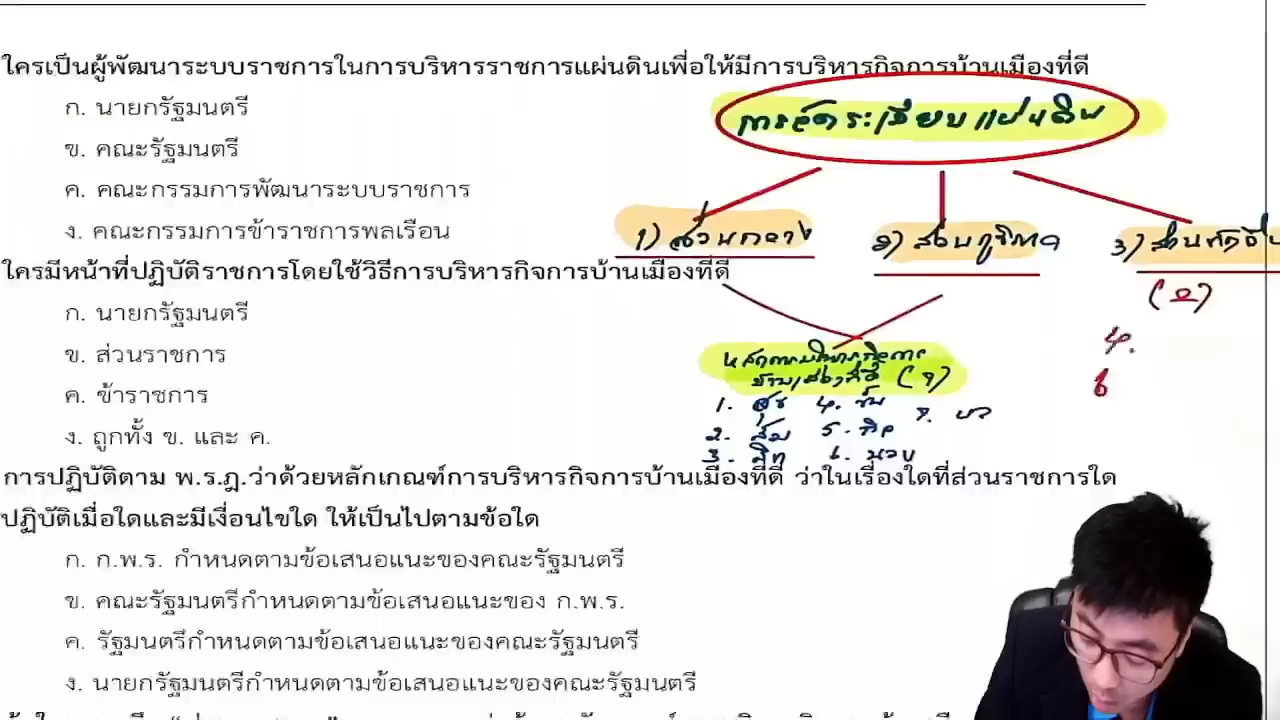 ใครเป็นผู้พัฒนาระบบราชการในการบริหารราชการแผ่นดินเพื่อให้มีการบริหารกิจการบ้านเมืองที่ดี
ก. นายกรัฐมนตรี
ข. คณะรัฐมนตรี
ค. คณะกรรมการพัฒนาระบบราชการ
ง. คณะกรรมการข้าราชการพลเรือน
ใครมีหน้าที่ปฏิบัติราชการโดยใช้วิธีการบริหารกิจการบ้านเมืองที่ดี
ก. นายกรัฐมนตรี
ข. ส่วนราชการ
ค. ข้าราชการ
ง. ถูกทั้ง ข. และ ค.
การปฏิบัติตาม พ.ร.ฎ.ว่าด้วยหลักเกณฑ์การบริหารกิจการบ้านเมืองที่ดี ว่าในเรื่องใดที่ส่วนราชการใด
ปฏิบัติเมื่อใดและมีเงื่อนไขใด ให้เป็นไปตามข้อใด
ก. ก.พ.ร. กำหนดตามข้อเสนอแนะของคณะรัฐมนตรี
ข. คณะรัฐมนตรีกำหนดตามข้อเสนอแนะของ ก.พ.ร.
ค. รัฐมนตรีกำหนดตามข้อเสนอแนะของคณะรัฐมนตรี
ง. นายกรัฐมนตรีกำหนดตามข้อเสนอแนะของคณะรัฐมนตรี
การจัดระเบียบแผ่นดิน
1) ส่วนกลาง
2) ส่วนภูมิภาค
3) ส่วนท้องถิ่น
(๑)
หลักการบริหารกิจการ
บ้านเมืองที่ดี (๗)